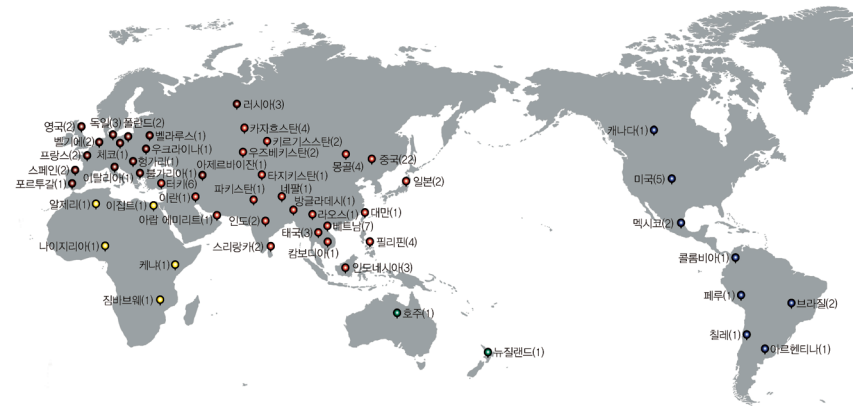 러시아(3)
영국(2)
독일(3)
폴란드(2)
벨라루스(1)
벨기에(2)
체코(1)
우크라이나(1)
프랑스(2)
헝가리(1)
스페인(2)
이탈리아(1)
불가리아(1)
포르투갈(1)
터키(6)
카자흐스탄(4)
키르기스스탄(2)
우즈베키스탄(2)
아제르바이잔(1)
타지키스탄(1)
몽골(4)
중국(22)
일본(2)
이란(1)
파키스탄(1)
네팔(1)
방글라데시(1)
알제리(1)
이집트(1)
아랍 에미리트(1)
인도(2)
라오스(1)
대만(1)
태국(3)
베트남(7)
나이지리아(1)
스리랑카(2)
캄보디아(1)
필리핀(4)
케냐(1)
인도네시아(3)
짐바브웨(1)
호주(1)
뉴질랜드(1)
캐나다(1)
미국(5)
멕시코(2)
콜롬비아(1)
페루(1)
브라질(2)
칠레(1)
아르헨티나(1)